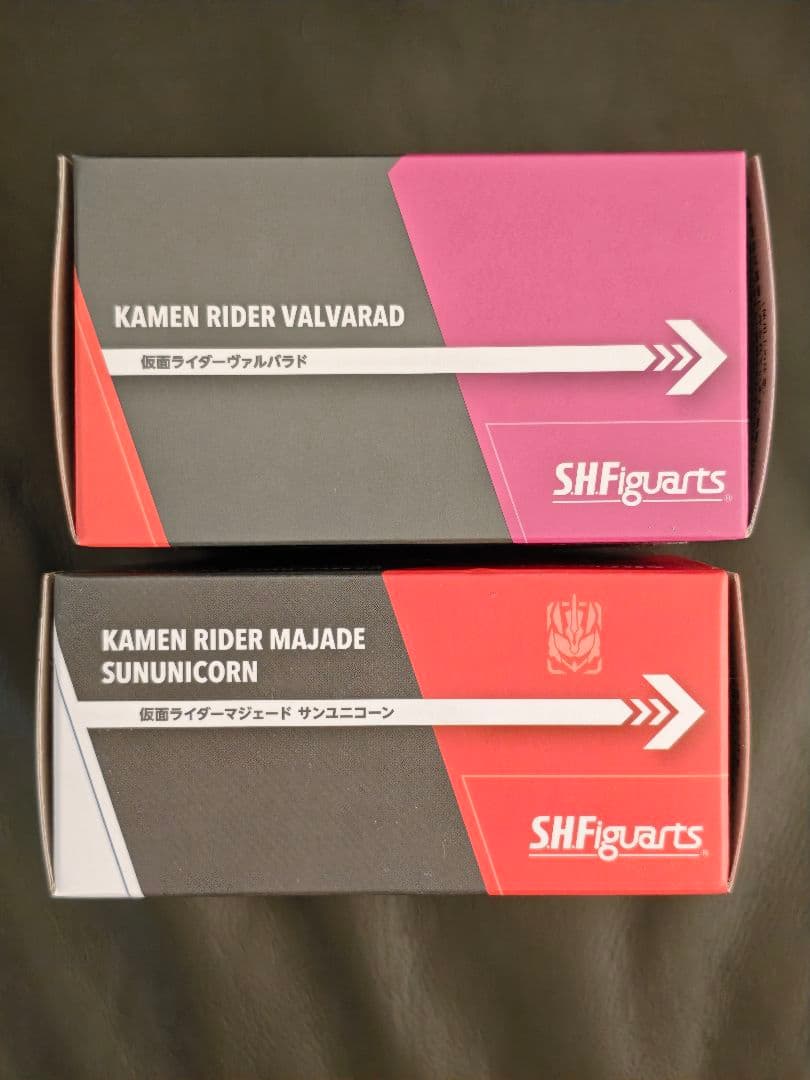 KAMEN RIDER VALVARAD
仮面ライダーヴァルバラド
S.H.Figuarts®
KAMEN RIDER MAJADE
SUNUNICORN
仮面ライダーマジェード サンユニコーン
S.H.Figuarts®